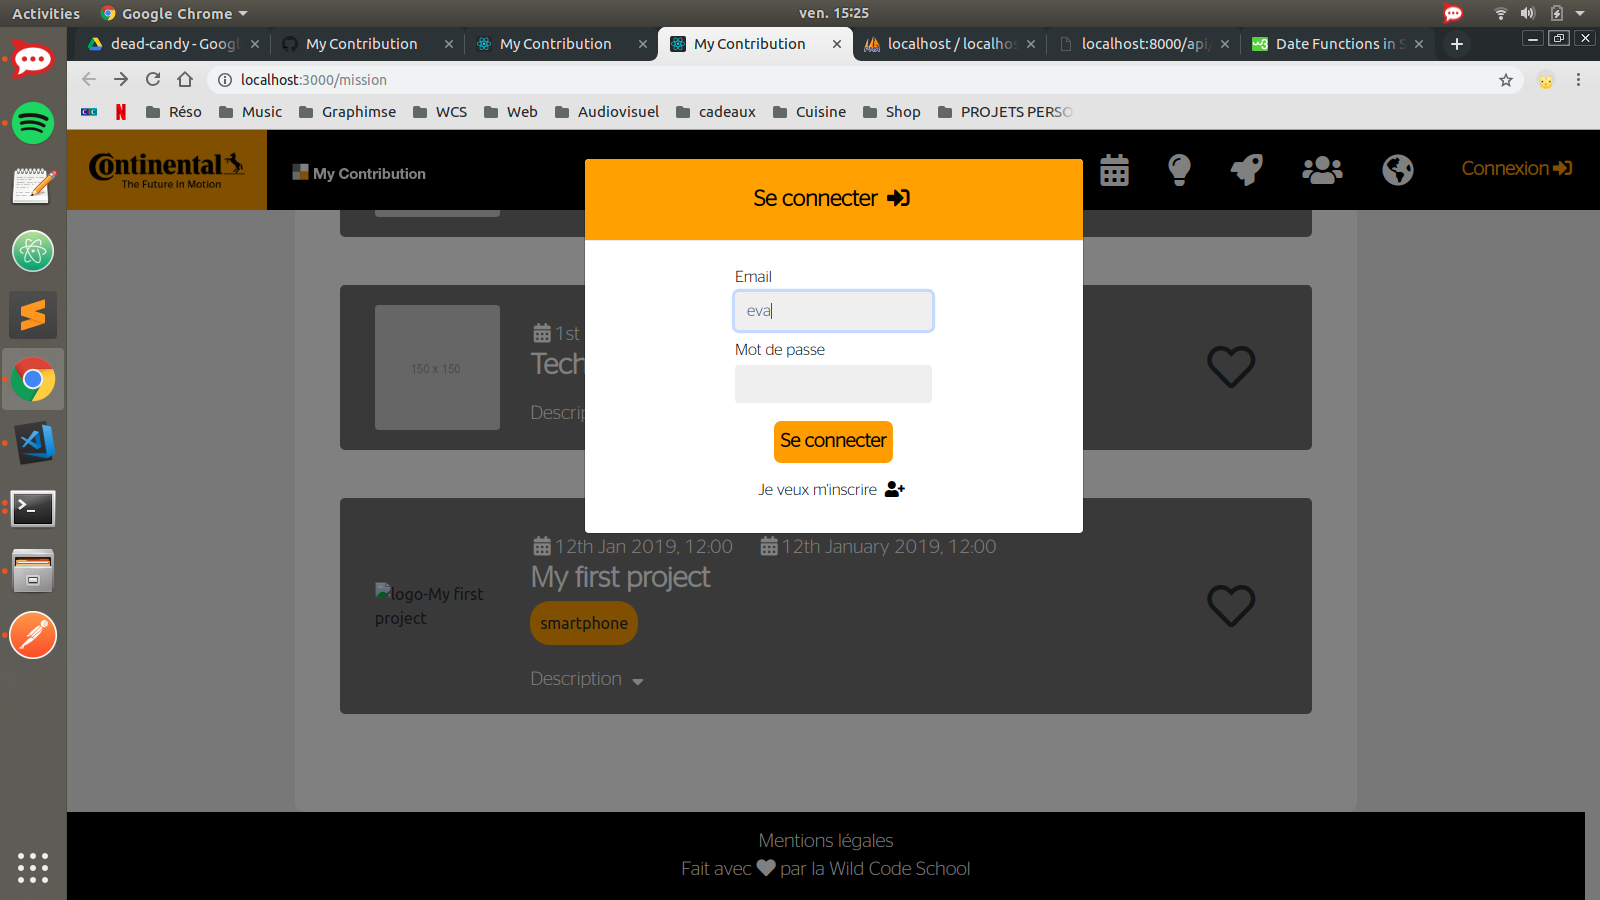 Activities
Google Chrome
ven. 15:25
dead-candy - Goog
My Contribution
My Contribution
My Contribution
localhost / localhos
localhost:8000/api
Date Functions in
localhost:3000/mission
Réso
Music
Graphimse
WCS
Web
Audiovisuel
cadeaux
Cuisine
Shop
PROJETS PERSO
Continental
The Future in Motion
My Contribution
Connexion
Se connecter
Email
eva
Mot de passe
Se connecter
Je veux m'inscrire
150 x 150
1st
Tech
Descrip
12th Jan 2019, 12:00
12th January 2019, 12:00
My first project
logo-My first
project
smartphone
Description
Mentions légales
Fait avec ❤ par la Wild Code School